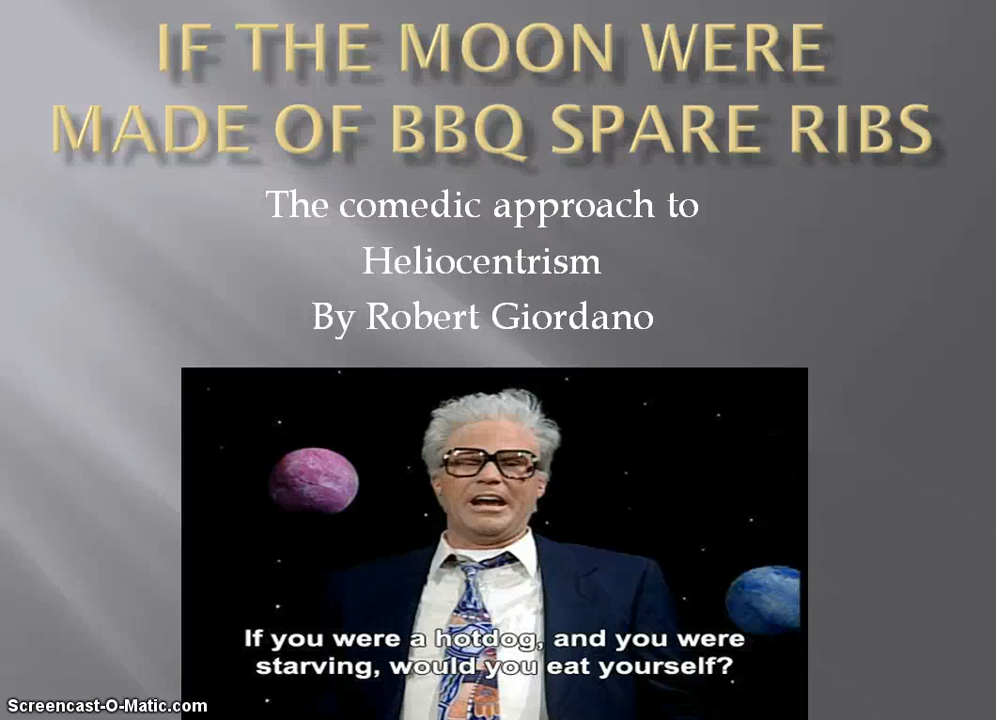 IF THE MOON WERE
MADE OF BBQ SPARE RIBS
The comedic approach to
Heliocentrism
By Robert Giordano
If you were a hotdog, and you were
starving, would you eat yourself?
Screencast-O-Matic.com